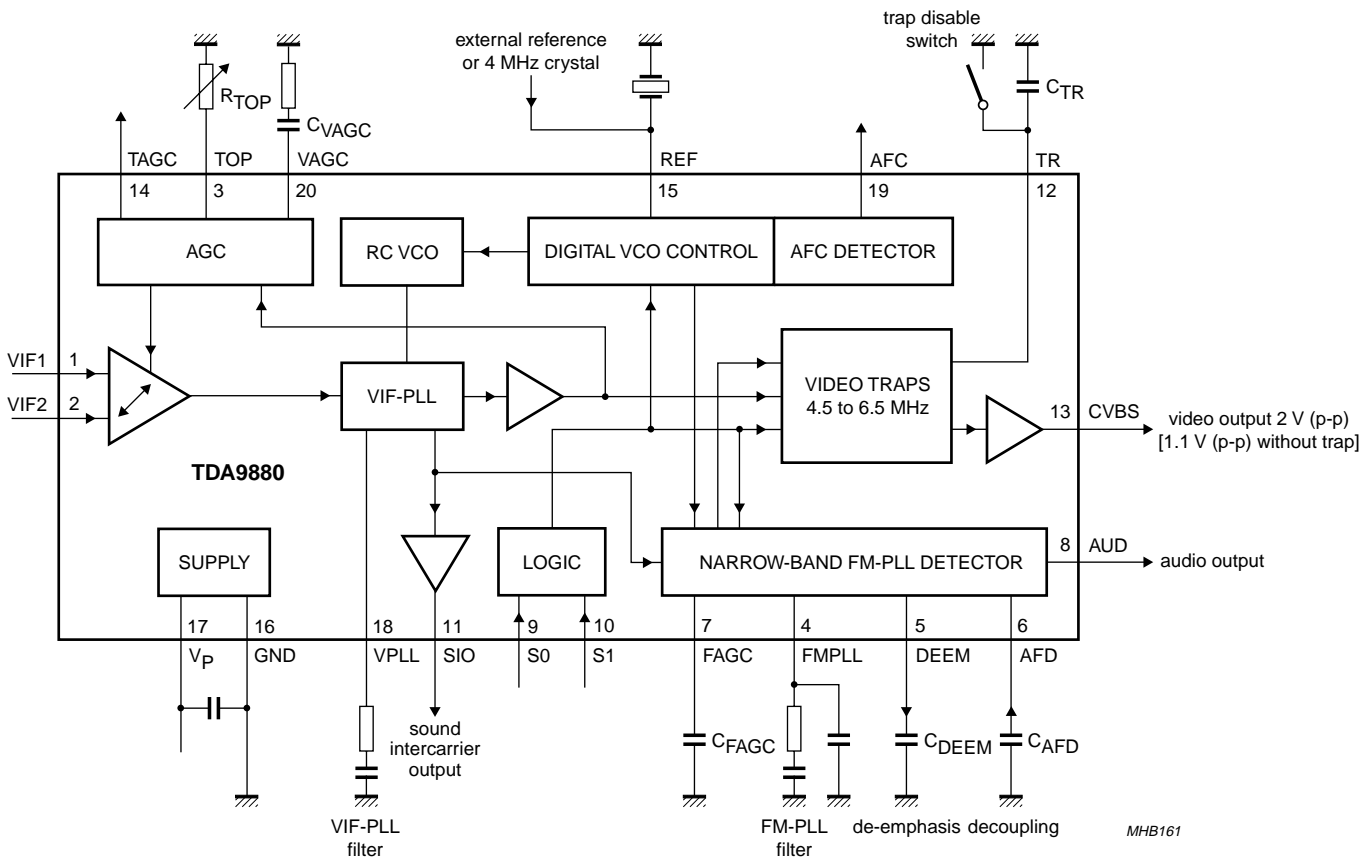 trap disable
switch
external reference
or 4 MHz crystal
RTOP
CVAGC
CTR
TAGC
TOP
VAGC
REF
AFC
TR
14
3
20
15
19
12
AGC
RC VCO
DIGITAL VCO CONTROL
AFC DETECTOR
VIF1
1
VIF2
2
VIF-PLL
VIDEO TRAPS
4.5 to 6.5 MHz
13
CVBS
video output 2 V (p-p)
[1.1 V (p-p) without trap]
TDA9880
SUPPLY
LOGIC
NARROW-BAND FM-PLL DETECTOR
8
AUD
audio output
17
16
18
11
9
10
7
4
5
6
VP
GND
VPLL
SIO
S0
S1
FAGC
FMPLL
DEEM
AFD
sound
intercarrier
output
CFAGC
CDEEM
CAFD
VIF-PLL
filter
FM-PLL
filter
de-emphasis
decoupling
MHB161